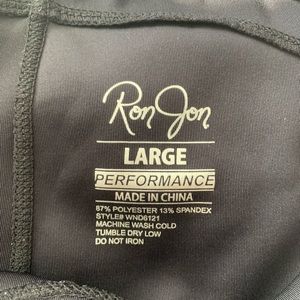 Ron Jon
LARGE
PERFORMANCE
MADE IN CHINA
87% POLYESTER 13% SPANDEX
STYLE# WND6121
MACHINE WASH COLD
TUMBLE DRY LOW
DO NOT IRON